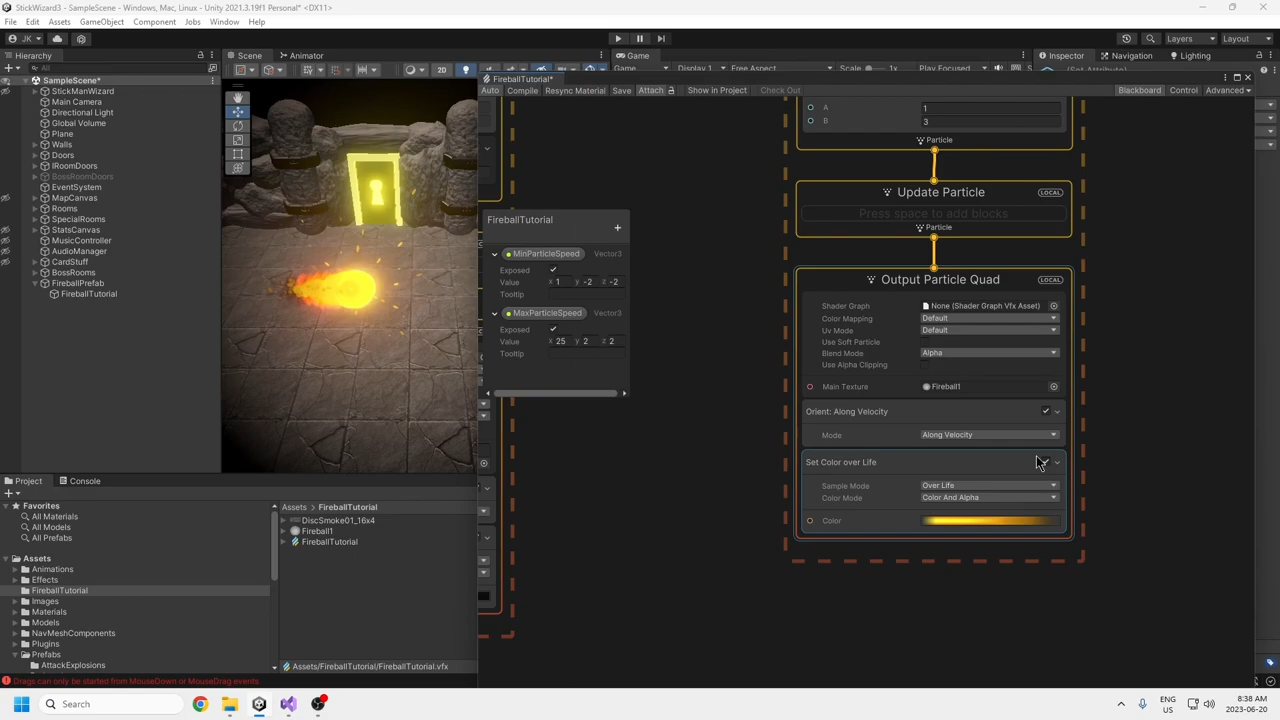 StickWizard3 - SampleScene - Windows, Mac, Linux - Unity 2021.3.19f1 Personal* <DX11>
File Edit Assets GameObject Component Jobs Window Help
JK Layers Layout
Hierarchy Scene Animator Game Inspector Navigation Lighting
All 2D Game Display 1 Free Aspect Scale Play Focused
SampleScene*
StickManWizard
Main Camera
Directional Light
Global Volume
Plane
Walls
Doors
IRoomDoors
BossRoomDoors
EventSystem
MapCanvas
Rooms
SpecialRooms
StatsCanvas
MusicController
AudioManager
CardStuff
BossRooms
FireballPrefab
FireballTutorial
FireballTutorial*
Auto Compile Resync Material Save Attach Show in Project Check Out Blackboard Control Advanced
FireballTutorial
+
MinParticleSpeed Vector3
Exposed
Value x 1 y -2 z -2
Tooltip
MaxParticleSpeed Vector3
Exposed
Value x 25 y 2 z 2
Tooltip
A 1
B 3
Particle
Update Particle LOCAL
Press space to add blocks
Particle
Output Particle Quad LOCAL
Shader Graph None (Shader Graph Vfx Asset)
Color Mapping Default
Uv Mode Default
Use Soft Particle
Blend Mode Alpha
Use Alpha Clipping
Main Texture Fireball1
Orient: Along Velocity
Mode Along Velocity
Set Color over Life
Sample Mode Over Life
Color Mode Color And Alpha
Color
Project Console
Favorites
All Materials
All Models
All Prefabs
Assets
Animations
Effects
FireballTutorial
Images
Materials
Models
NavMeshComponents
Plugins
Prefabs
AttackExplosions
Assets > FireballTutorial
DiscSmoke01_16x4
Fireball1
FireballTutorial
Assets/FireballTutorial/FireballTutorial.vfx
Drags can only be started from MouseDown or MouseDrag events.
Search
ENG
US
8:38 AM
2023-06-20